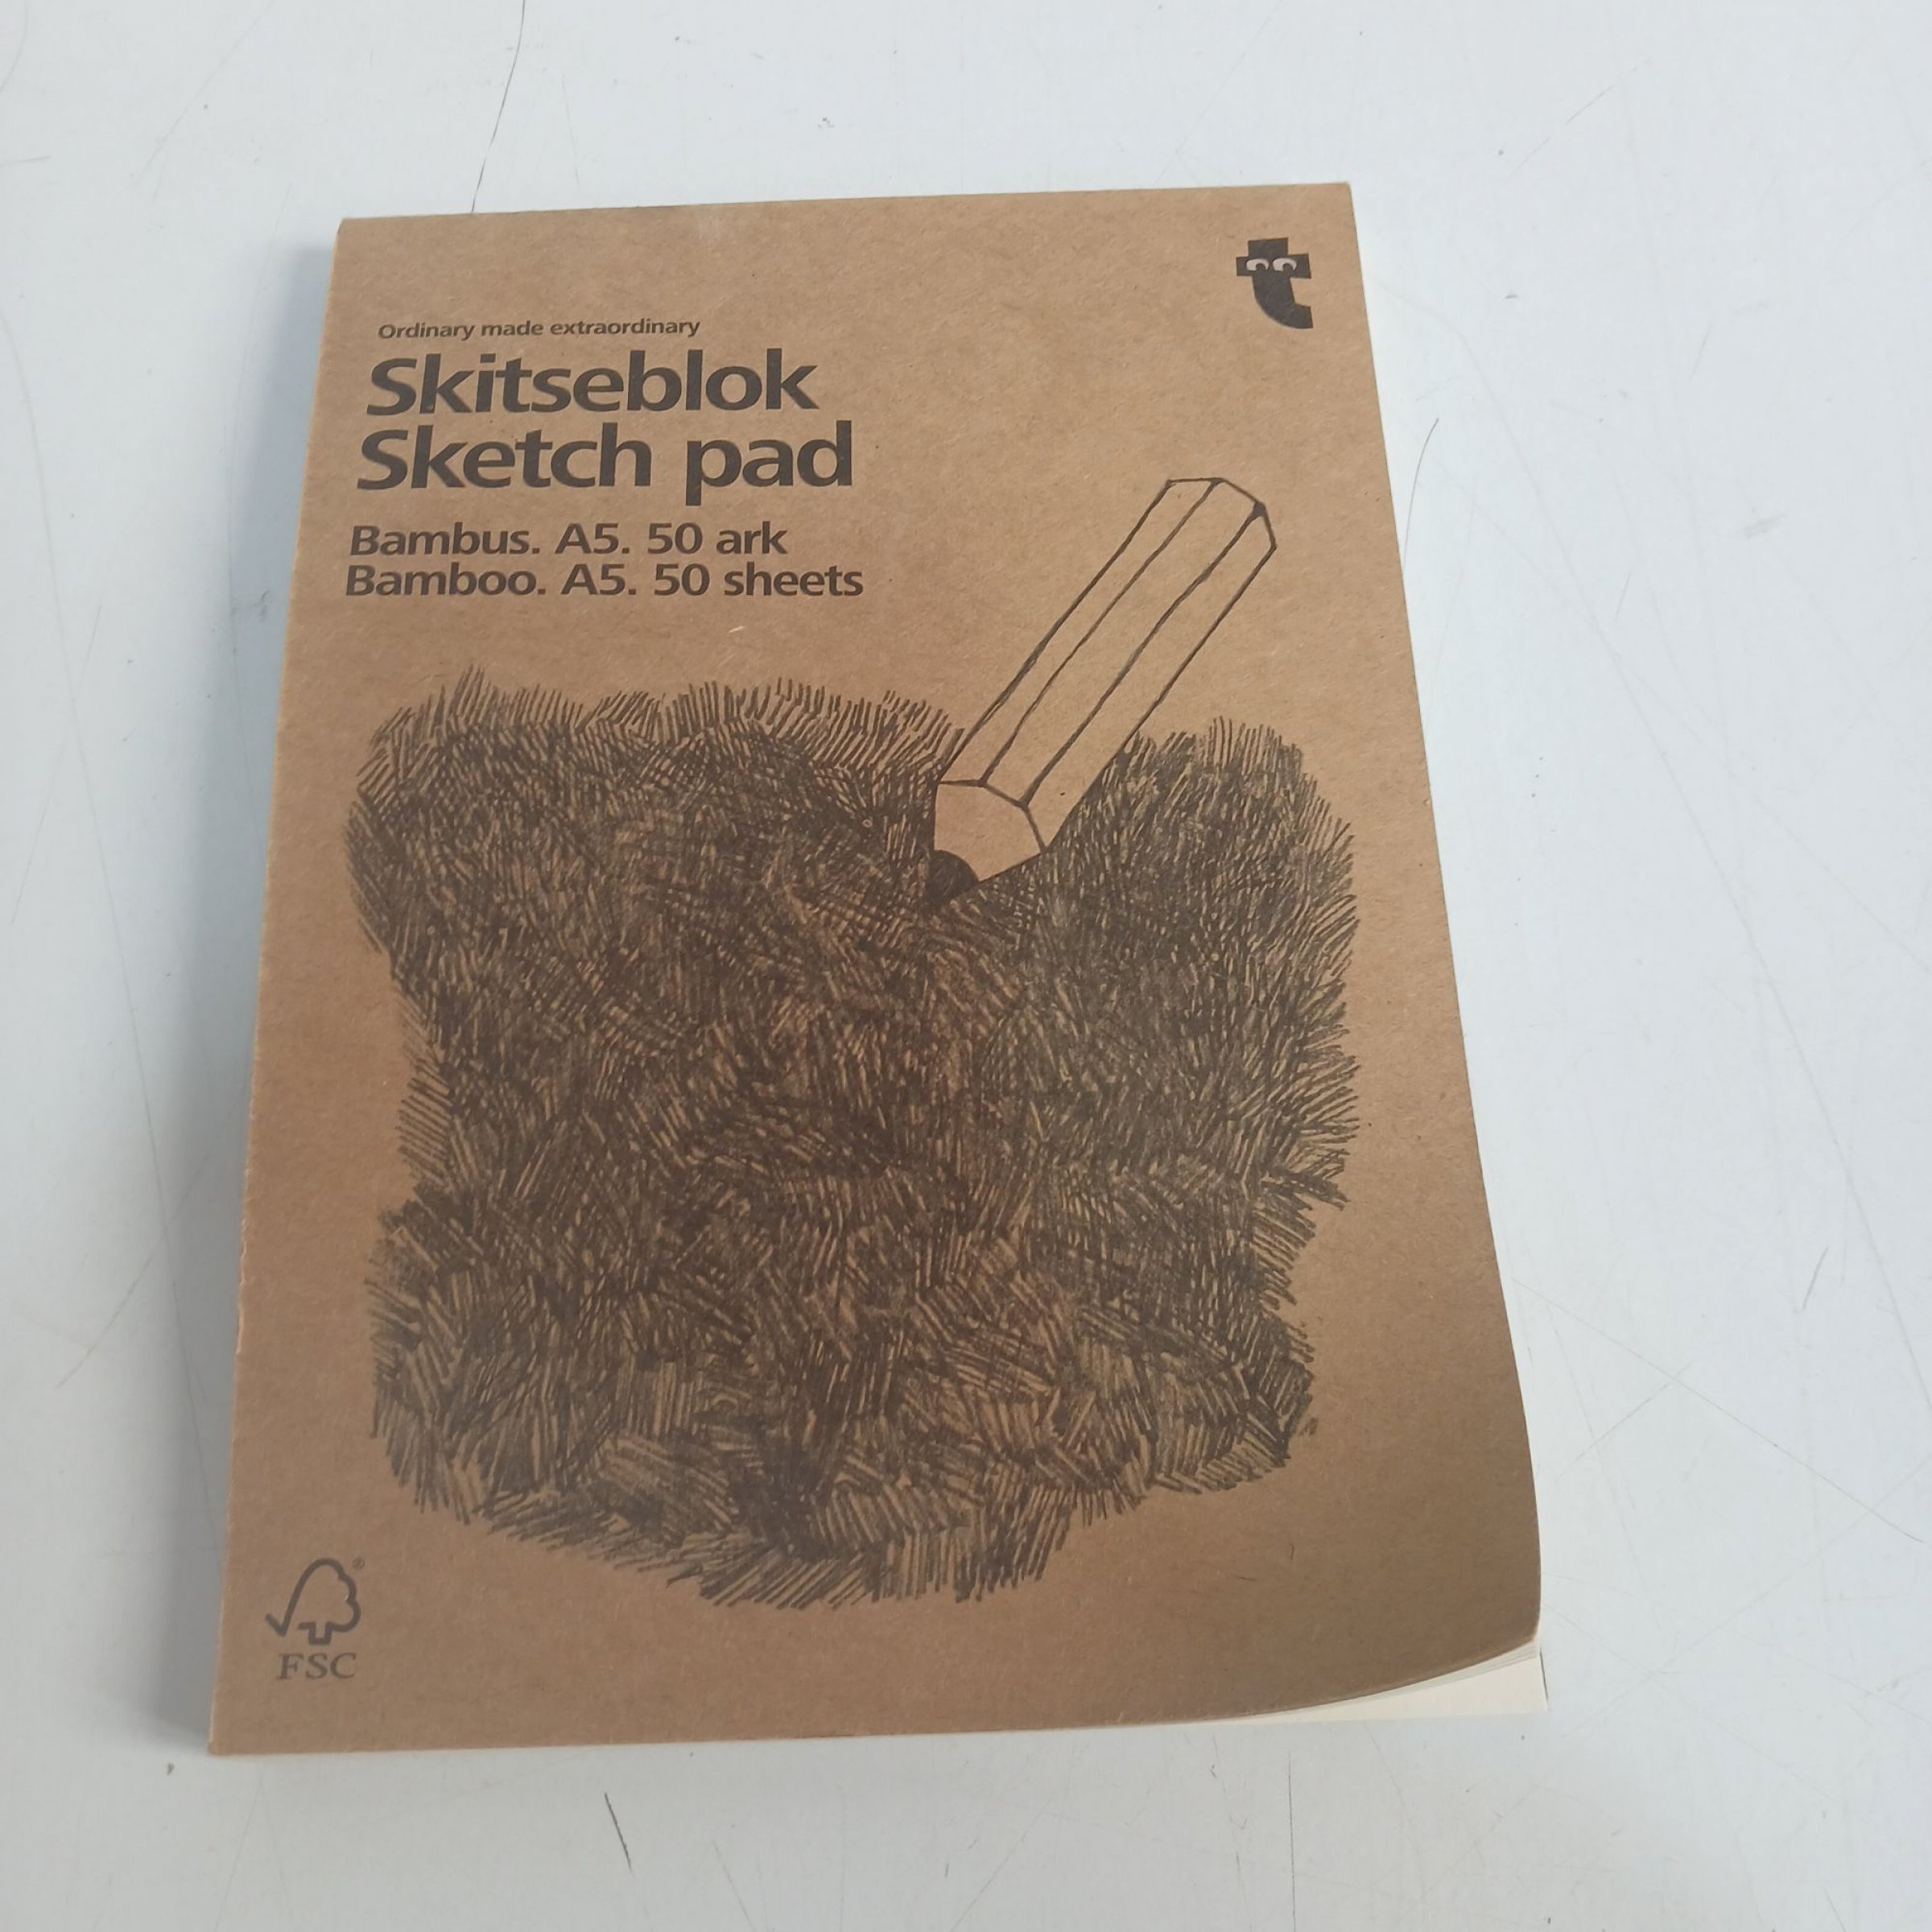 t
Ordinary made extraordinary
Skitseblok
Sketch pad
Bambus. A5. 50 ark
Bamboo. A5. 50 sheets
®
FSC